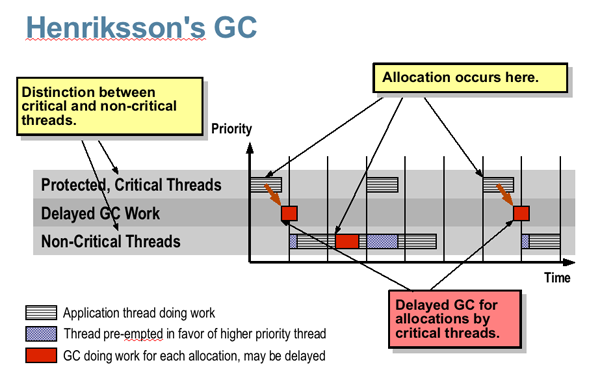 Henriksson's GC
Allocation occurs here.
Distinction between
critical and non-critical
threads.
Priority
Protected, Critical Threads
Delayed GC Work
Non-Critical Threads
Time
Delayed GC for
allocations by
critical threads.
Application thread doing work
Thread pre-empted in favor of higher priority thread
GC doing work for each allocation, may be delayed